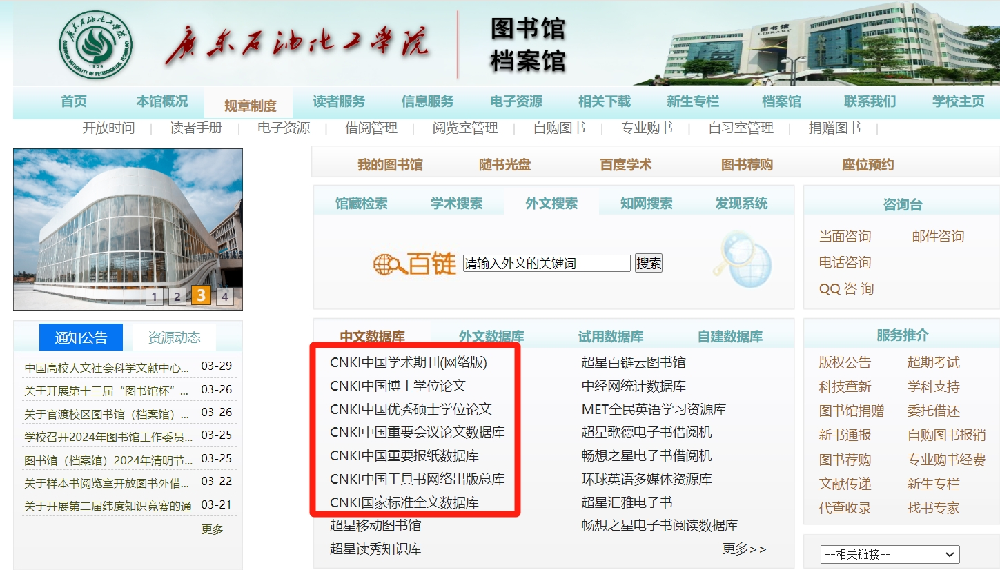 广东石油化工学院
GUANGDONG UNIVERSITY OF PETROCHEMICAL TECHNOLOGY
1954
廣东石油化工学院
图书馆
档案馆
图书馆
LIBRARY
首页 本馆概况 规章制度 读者服务 信息服务 电子资源 相关下载 新生专栏 档案馆 联系我们 学校主页
开放时间 | 读者手册 | 电子资源 | 借阅管理 | 阅览室管理 | 自购图书 | 专业购书 | 自习室管理 | 捐赠图书 |
1 2 3 4
通知公告 资源动态
中国高校人文社会科学文献中心... 03-29
关于开展第十三届“图书馆杯”... 03-26
关于官渡校区图书馆（档案馆）... 03-26
学校召开2024年图书馆工作委员... 03-25
图书馆（档案馆）2024年清明节... 03-25
关于样本书阅览室开放图书外借... 03-22
关于开展第二届纬度知识竞赛的通 03-21
更多
我的图书馆 随书光盘 百度学术 图书荐购 座位预约
馆藏检索 学术搜索 外文搜索 知网搜索 发现系统
百链 请输入外文的关键词 搜索
中文数据库 外文数据库 试用数据库 自建数据库
CNKI中国学术期刊(网络版) 超星百链云图书馆
CNKI中国博士学位论文 中经网统计数据库
CNKI中国优秀硕士学位论文 MET全民英语学习资源库
CNKI中国重要会议论文数据库 超星歌德电子书借阅机
CNKI中国重要报纸数据库 畅想之星电子书借阅机
CNKI中国工具书网络出版总库 环球英语多媒体资源库
CNKI国家标准全文数据库 超星汇雅电子书
超星移动图书馆 畅想之星电子书阅读数据库
超星读秀知识库 更多>>
咨询台
当面咨询 邮件咨询
电话咨询
QQ 咨 询
服务推介
版权公告 超期考试
科技查新 学科支持
图书馆捐赠 委托借还
新书通报 自购图书报销
图书荐购 专业购书经费
文献传递 新生专栏
代查收录 找书专家
--相关链接--